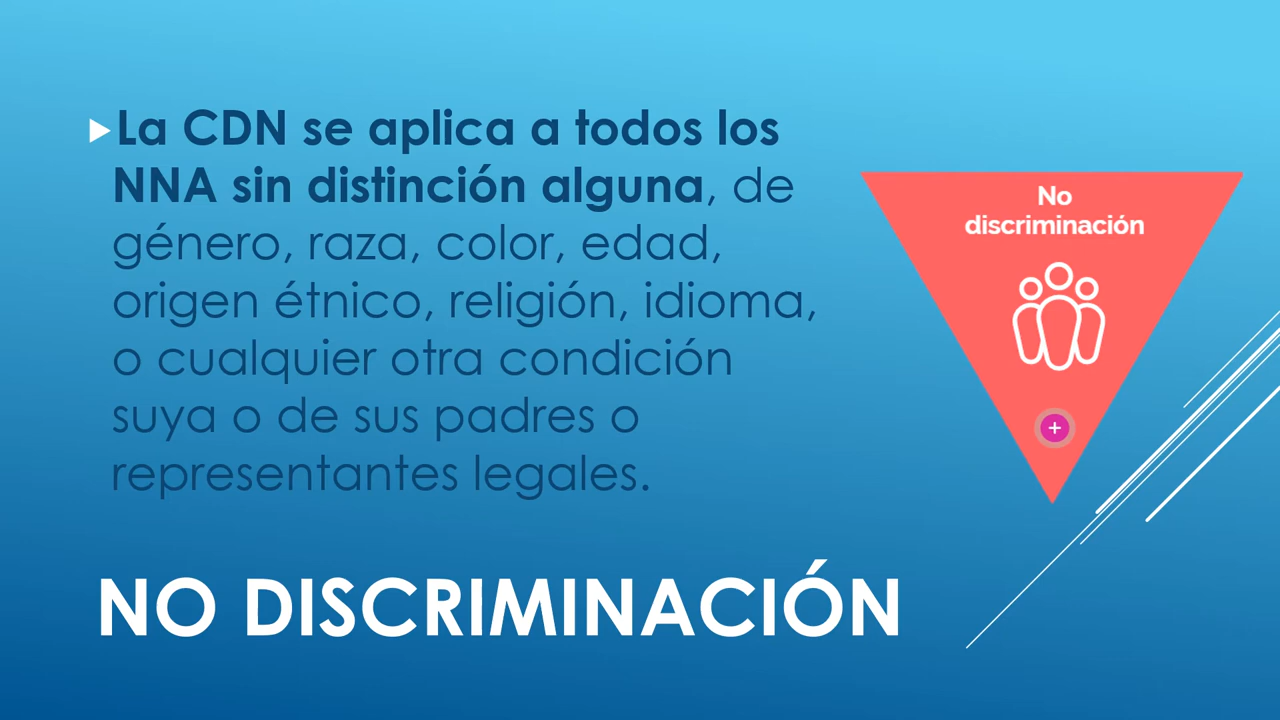 La CDN se aplica a todos los
NNA sin distinción alguna, de
género, raza, color, edad,
origen étnico, religión, idioma,
o cualquier otra condición
suya o de sus padres o
representantes legales.
No
discriminación
+
NO DISCRIMINACIÓN